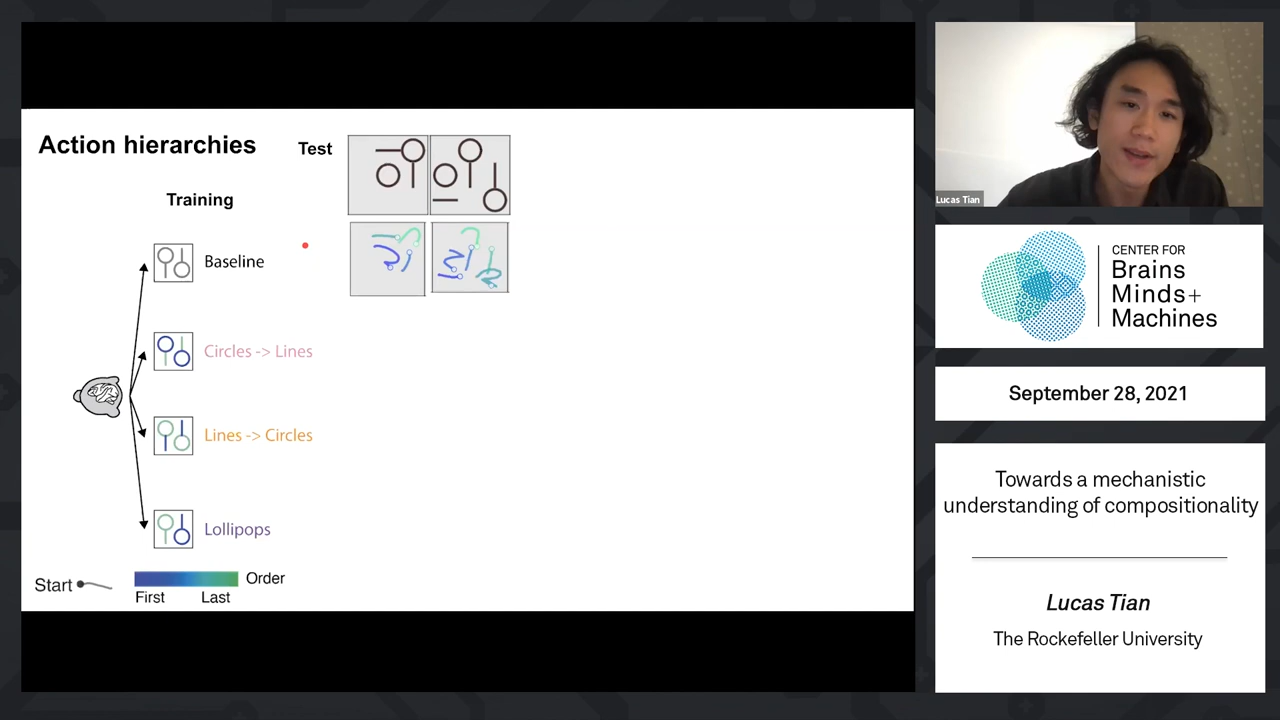 Action hierarchies
Test
Training
Baseline
Circles -> Lines
Lines -> Circles
Lollipops
Start
Order
First
Last
Lucas Tian
CENTER FOR
Brains
Minds+
Machines
September 28, 2021
Towards a mechanistic
understanding of compositionality
Lucas Tian
The Rockefeller University